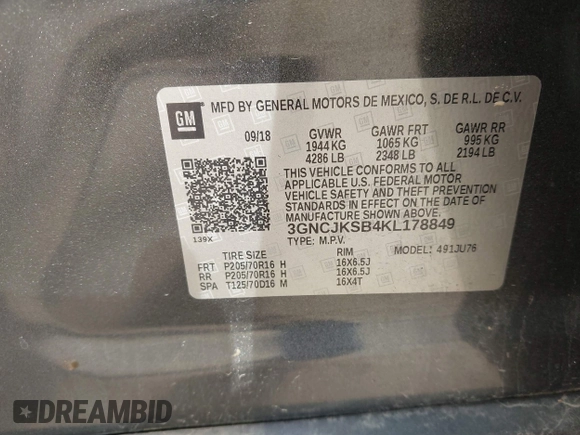 GM
MFD BY GENERAL MOTORS DE MEXICO, S. DE R.L. DE C.V.
09/18 GVWR GAWR FRT GAWR RR
1944 KG 1065 KG 995 KG
4286 LB 2348 LB 2194 LB
THIS VEHICLE CONFORMS TO ALL
APPLICABLE U.S. FEDERAL MOTOR
VEHICLE SAFETY AND THEFT PREVENTION
STANDARDS IN EFFECT ON THE DATE
OF MANUFACTURE SHOWN ABOVE.
3GNCJKSB4KL178849
139X
TYPE: M.P.V. MODEL: 491JU76
TIRE SIZE RIM
FRT P205/70R16 H 16X6.5J
RR P205/70R16 H 16X6.5J
SPA T125/70D16 M 16X4T
DREAMBID